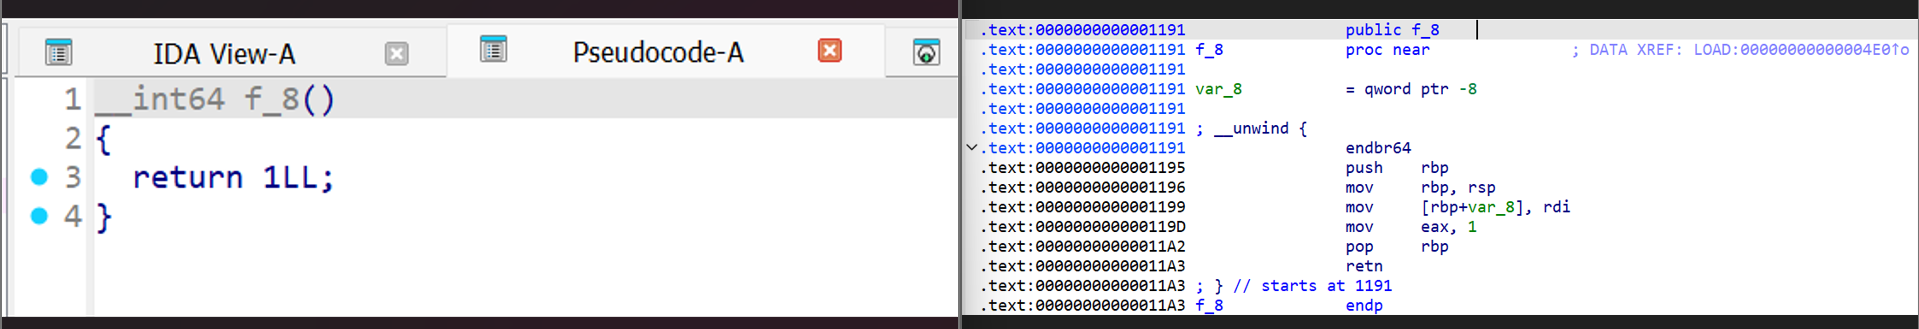 IDA View-A
Pseudocode-A
1 __int64 f_8()
2 {
3 return 1LL;
4 }
.text:0000000000001191 public f_8
.text:0000000000001191 f_8 proc near ; DATA XREF: LOAD:00000000000004E0↑o
.text:0000000000001191
.text:0000000000001191 var_8 = qword ptr -8
.text:0000000000001191
.text:0000000000001191 ; __unwind {
.text:0000000000001191 endbr64
.text:0000000000001195 push rbp
.text:0000000000001196 mov rbp, rsp
.text:0000000000001199 mov [rbp+var_8], rdi
.text:000000000000119D mov eax, 1
.text:00000000000011A2 pop rbp
.text:00000000000011A3 retn
.text:00000000000011A3 ; } // starts at 1191
.text:00000000000011A3 f_8 endp